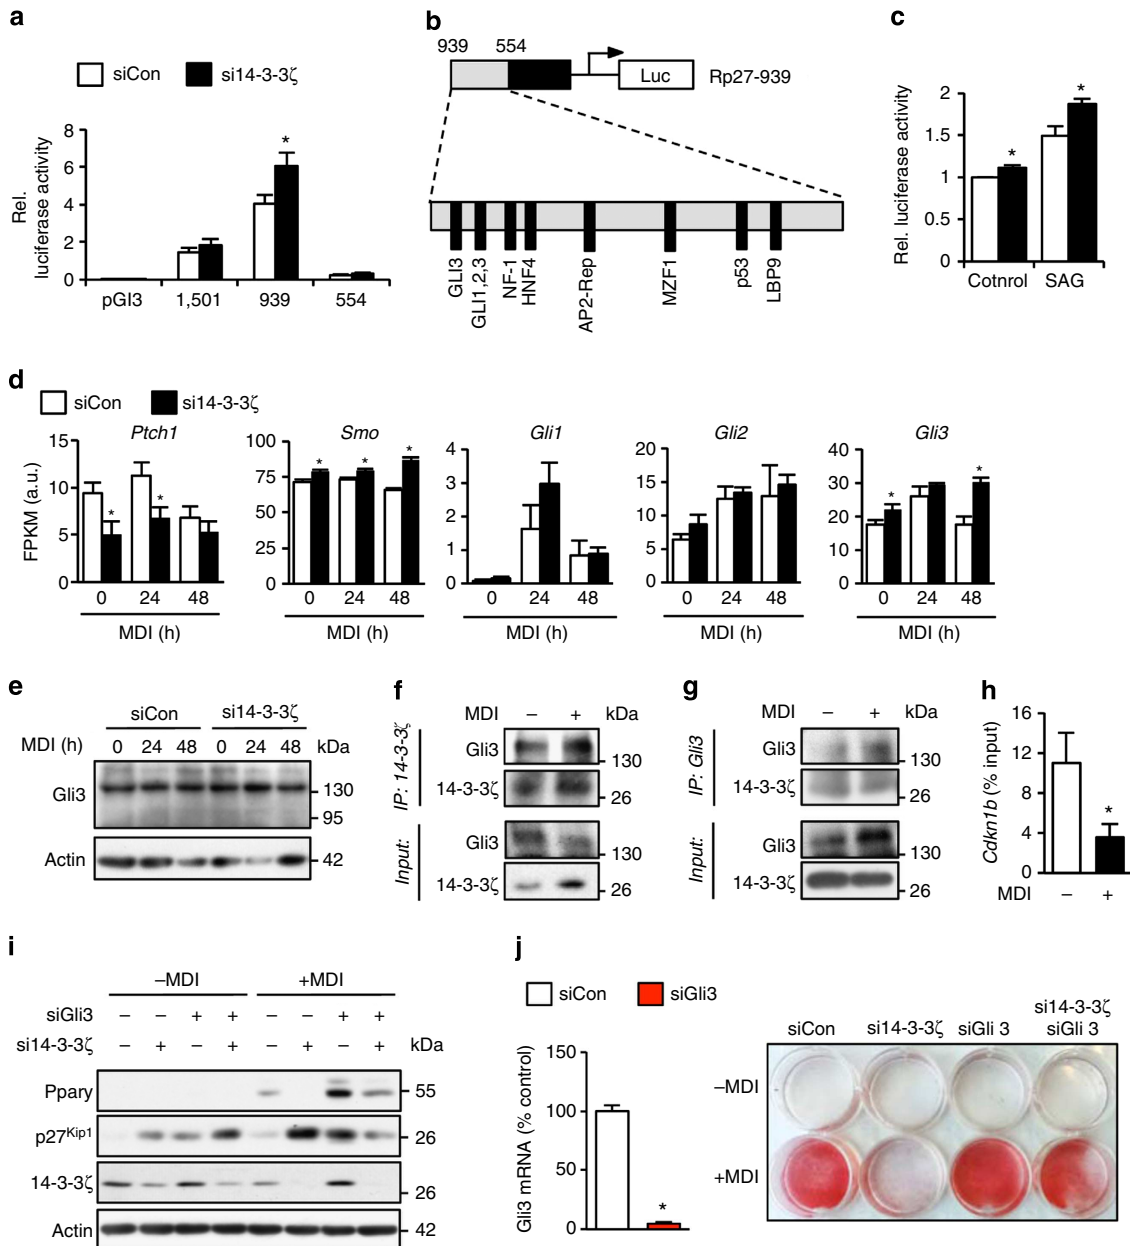 a
siCon
si14-3-3ζ
Rel.
luciferase activity
8
6
4
2
0
*
pGl3
1,501
939
554
b
939
554
Luc
Rp27-939
GLI3
GLI1,2,3
NF-1
HNF4
AP2-Rep
MZF1
p53
LBP9
c
Rel. luciferase activity
2
1.5
1
0.5
0
*
*
Cotnrol
SAG
d
siCon
si14-3-3ζ
FPKM (a.u.)
Ptch1
15
10
5
0
*
*
0 24 48
MDI (h)
Smo
100
75
50
25
0
* * *
0 24 48
MDI (h)
Gli1
4
3
2
1
0
0 24 48
MDI (h)
Gli2
20
15
10
5
0
0 24 48
MDI (h)
Gli3
40
30
20
10
0
* *
0 24 48
MDI (h)
e
siCon
si14-3-3ζ
MDI (h) 0 24 48 0 24 48 kDa
Gli3
130
95
Actin
42
f
MDI – + kDa
IP: 14-3-3ζ
Gli3
130
14-3-3ζ
26
Input:
Gli3
130
14-3-3ζ
26
g
MDI – + kDa
IP: Gli3
Gli3
130
14-3-3ζ
26
Input:
Gli3
130
14-3-3ζ
26
h
Cdkn1b (% input)
16
12
8
4
0
*
MDI – +
i
–MDI
+MDI
siGli3 – – + + – – + +
si14-3-3ζ – + – + – + – + kDa
Pparγ
55
p27Kip1
26
14-3-3ζ
26
Actin
42
j
siCon
siGli3
Gli3 mRNA (% control)
150
100
50
0
*
siCon
si14-3-3ζ
siGli 3
si14-3-3ζ
siGli 3
–MDI
+MDI